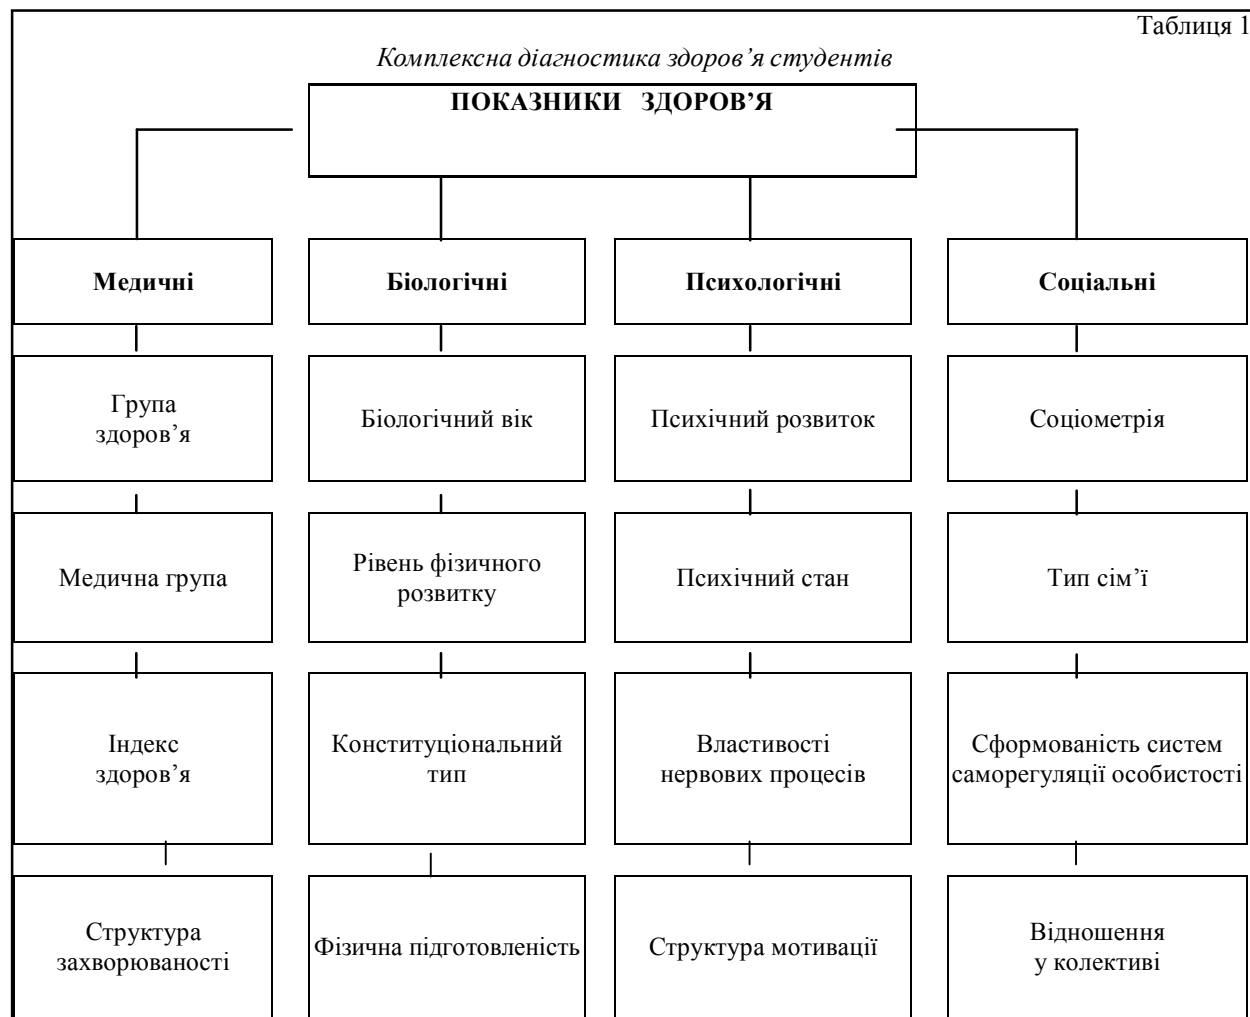 Таблиця 1
Комплексна діагностика здоров’я студентів
ПОКАЗНИКИ ЗДОРОВ’Я
Медичні
Біологічні
Психологічні
Соціальні
Група
здоров’я
Біологічний вік
Психічний розвиток
Соціометрія
Медична група
Рівень фізичного
розвитку
Психічний стан
Тип сім’ї
Індекс
здоров’я
Конституціональний
тип
Властивості
нервових процесів
Сформованість систем
саморегуляції особистості
Структура
захворюваності
Фізична підготовленість
Структура мотивації
Відношення
у колективі